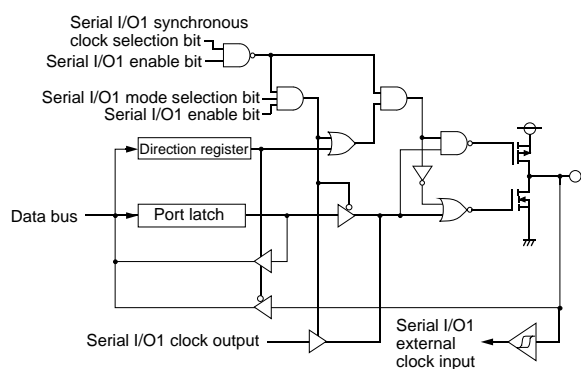 Serial I/O1 synchronous
clock selection bit
Serial I/O1 enable bit
Serial I/O1 mode selection bit
Serial I/O1 enable bit
Direction register
Data bus
Port latch
Serial I/O1 clock output
Serial I/O1
external
clock input